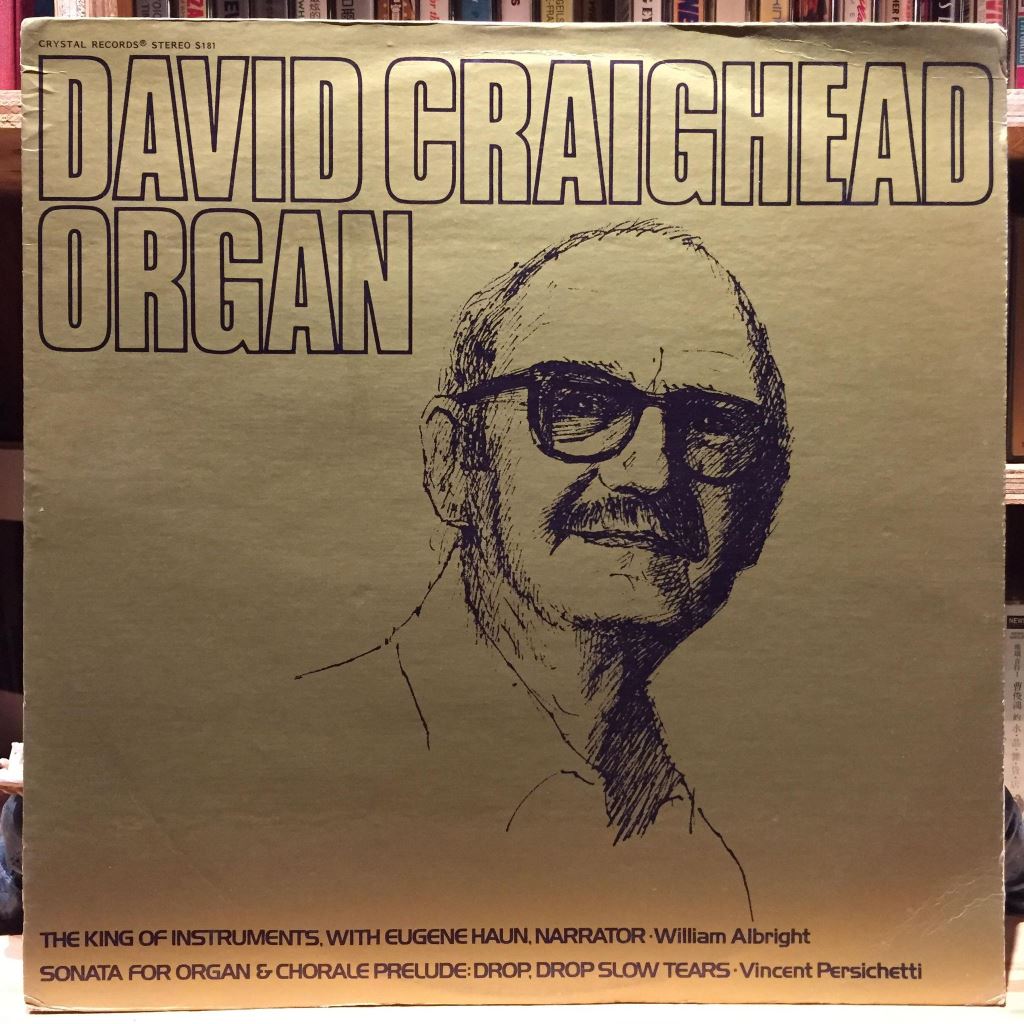 CRYSTAL RECORDS® STEREO S181
DAVID CRAIGHEAD
ORGAN
THE KING OF INSTRUMENTS, WITH EUGENE HAUN, NARRATOR · William Albright
SONATA FOR ORGAN & CHORALE PRELUDE: DROP, DROP SLOW TEARS · Vincent Persichetti